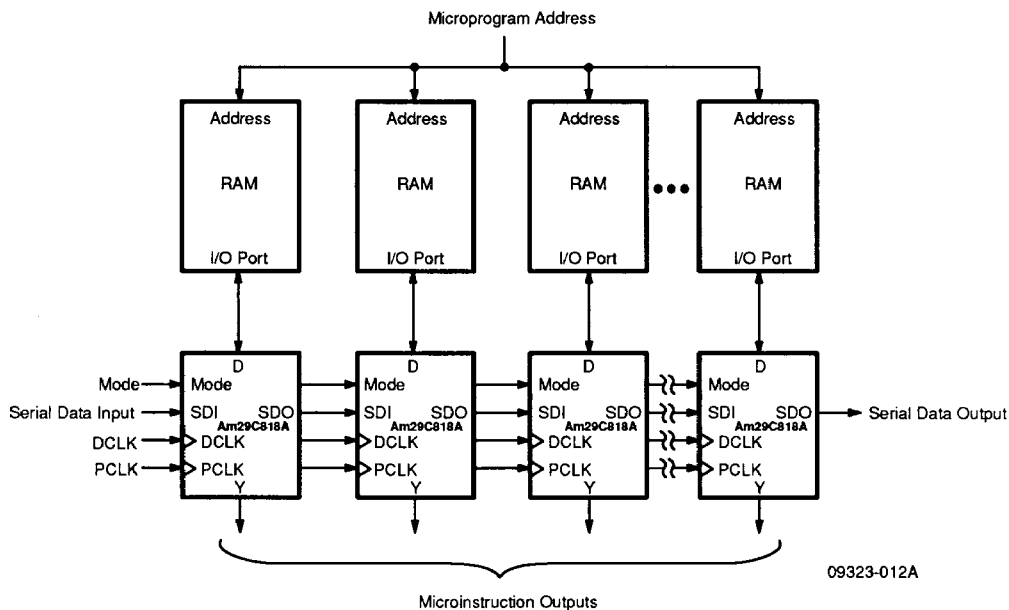 Microprogram Address
Address Address Address Address
RAM RAM RAM RAM
I/O Port I/O Port I/O Port I/O Port
D D D D
Mode Mode Mode Mode Mode
Serial Data Input SDI SDO SDI SDO SDI SDO SDI SDO Serial Data Output
Am29C818A Am29C818A Am29C818A Am29C818A
DCLK DCLK DCLK DCLK DCLK
PCLK PCLK PCLK PCLK PCLK
Y Y Y Y
09323-012A
Microinstruction Outputs